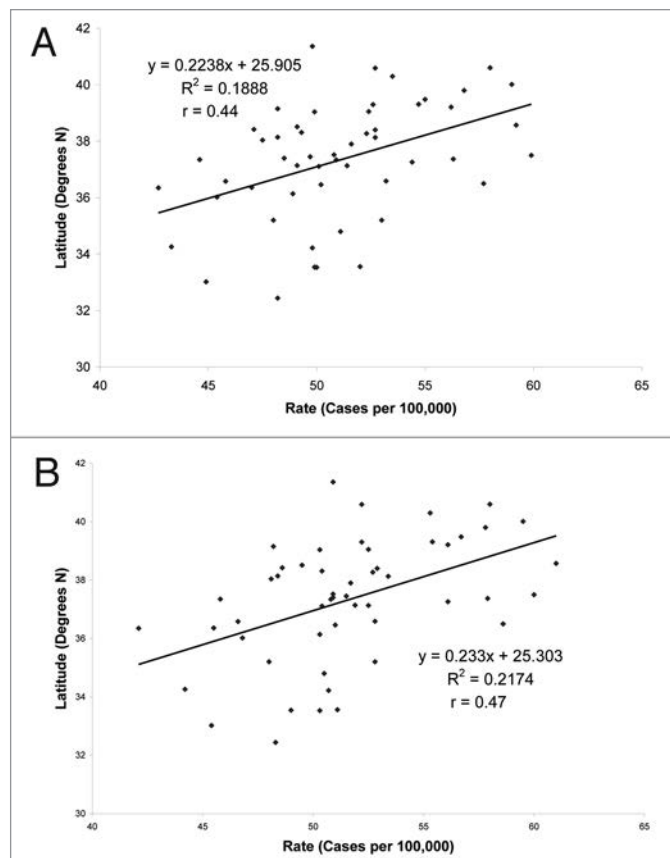 A
y = 0.2238x + 25.905
R² = 0.1888
r = 0.44
Latitude (Degrees N)
42
40
38
36
34
32
30
40 45 50 55 60 65
Rate (Cases per 100,000)
B
y = 0.233x + 25.303
R² = 0.2174
r = 0.47
Latitude (Degrees N)
42
40
38
36
34
32
30
40 45 50 55 60 65
Rate (Cases per 100,000)